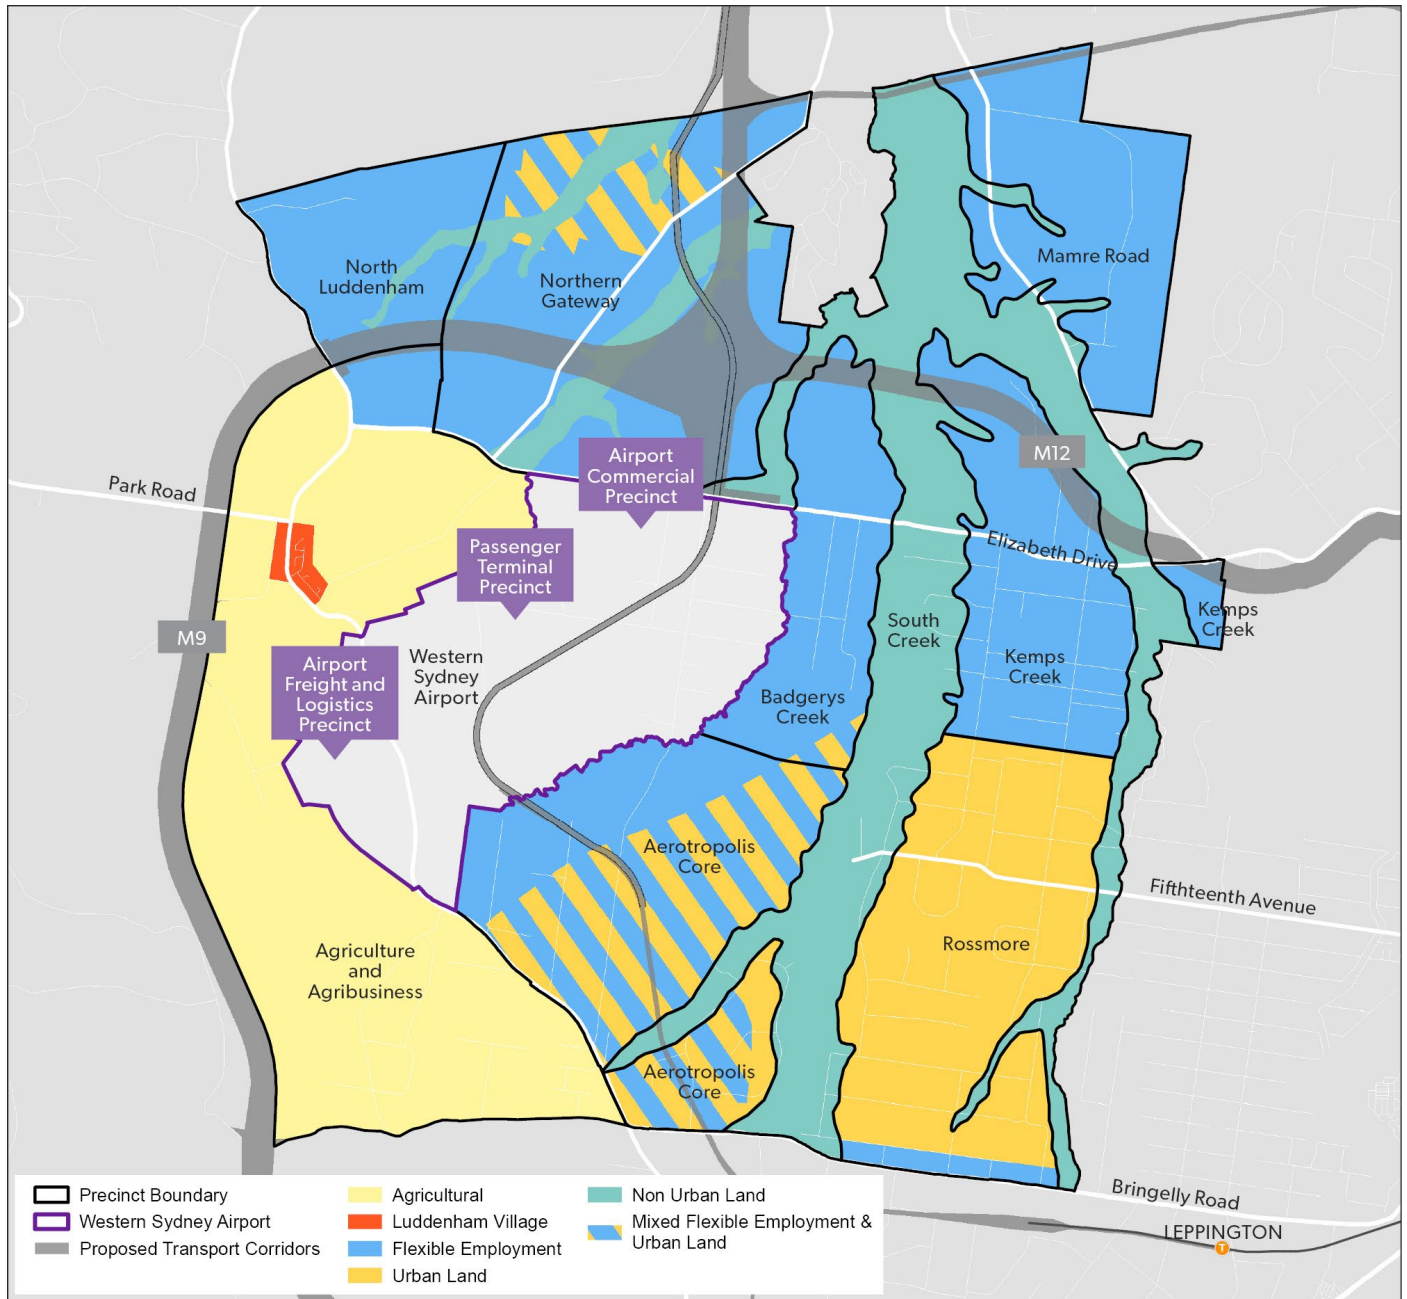 Mamre Road
North
Luddenham
Northern
Gateway
M12
Airport
Commercial
Precinct
Park Road
Passenger
Terminal
Precinct
Elizabeth Drive
M9
South
Creek
Kemps
Creek
Kemps
Creek
Airport
Freight and
Logistics
Precinct
Western
Sydney
Airport
Badgerys
Creek
Aerotropolis
Core
Fifthteenth Avenue
Rossmore
Agriculture
and
Agribusiness
Aerotropolis
Core
Bringelly Road
LEPPINGTON
T
Precinct Boundary
Western Sydney Airport
Proposed Transport Corridors
Agricultural
Luddenham Village
Flexible Employment
Urban Land
Non Urban Land
Mixed Flexible Employment &
Urban Land